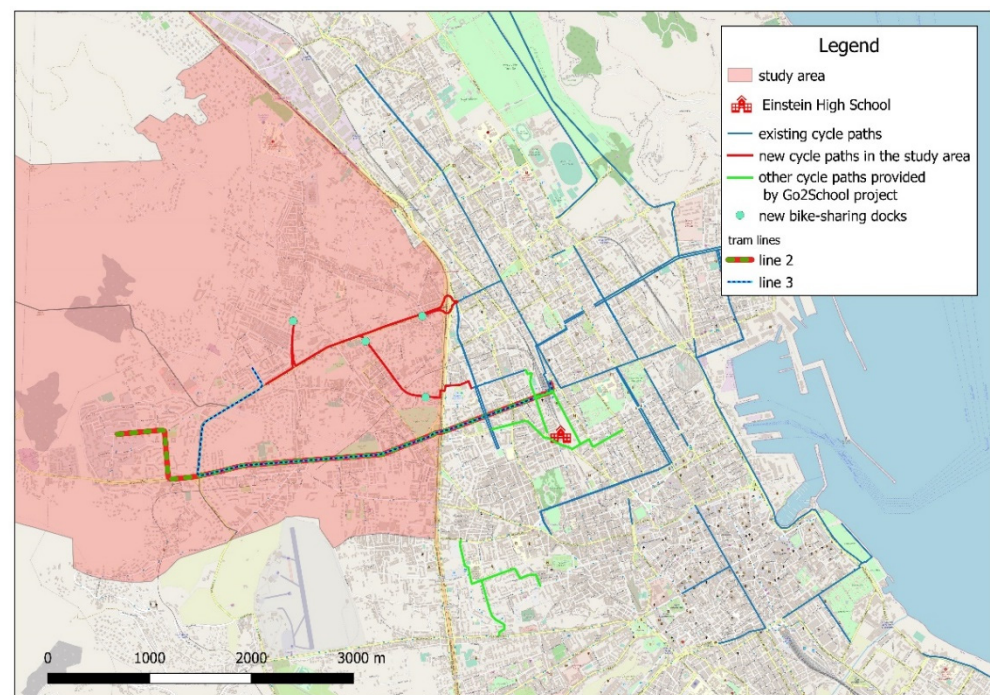 Legend
study area
Einstein High School
existing cycle paths
new cycle paths in the study area
other cycle paths provided
by Go2School project
new bike-sharing docks
tram lines
line 2
line 3
0 1000 2000 3000 m